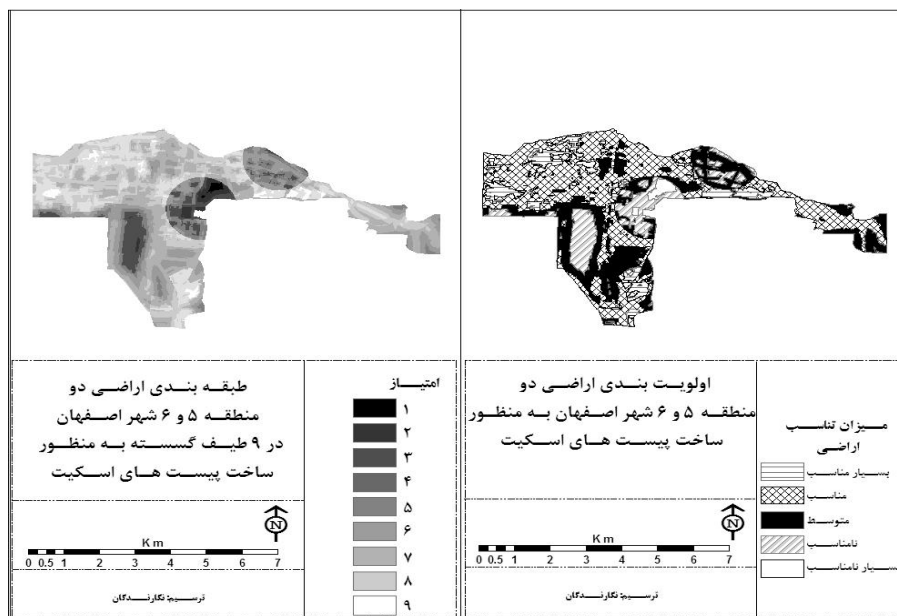 طبقه بندی اراضی دو
منطقه ۵ و ۶ شهر اصفهان
در ۹ طیف گسسته به منظور
ساخت پیست های اسکیت
N
Km
0 0.5 1 2 3 4 5 6 7
ترسیم: نگارندگان
امتیاز
۱
۲
۳
۴
۵
۶
۷
۸
۹
اولویت بندی اراضی دو
منطقه ۵ و ۶ شهر اصفهان به منظور
ساخت پیست های اسکیت
N
Km
0 0.5 1 2 3 4 5 6 7
ترسیم: نگارندگان
میزان تناسب
اراضی
بسیار مناسب
مناسب
متوسط
نامناسب
بسیار نامناسب